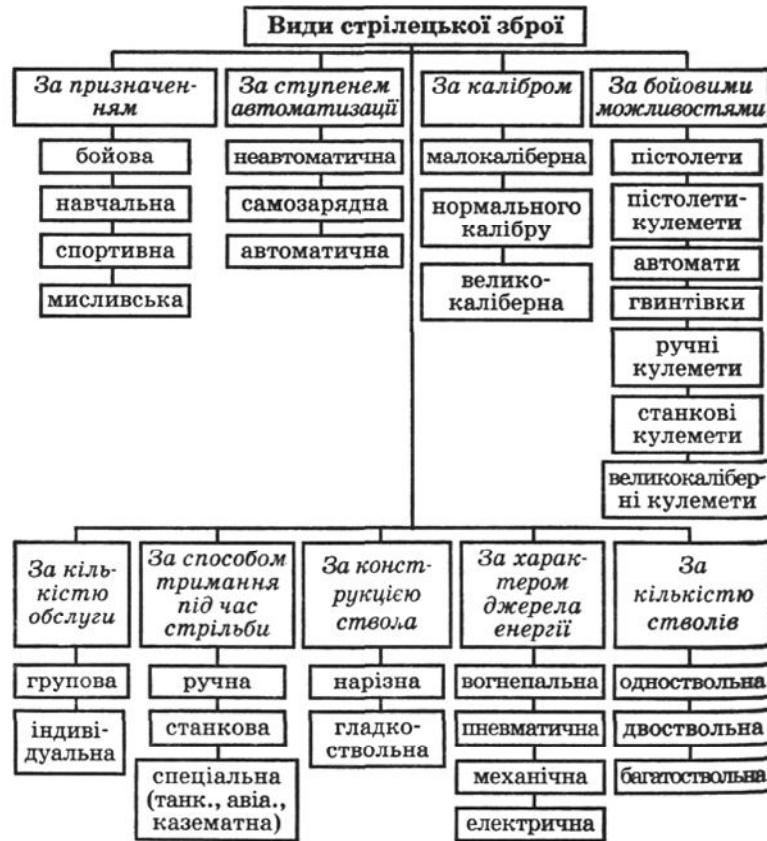 Види стрілецької зброї
За призначен-
ням
бойова
навчальна
спортивна
мисливська
За ступенем
автоматизації
неавтоматична
самозарядна
автоматична
За калібром
малокаліберна
нормального
калібру
велико-
каліберна
За бойовими
можливостями
пістолети
пістолети-
кулемети
автомати
гвинтівки
ручні
кулемети
станкові
кулемети
великокалібер-
ні кулемети
За кіль-
кістю
обслуги
групова
індиві-
дуальна
За способом
тримання
під час
стрільби
ручна
станкова
спеціальна
(танк., авіа.,
казематна)
За конст-
рукцією
ствола
нарізна
гладко-
ствольна
За харак-
тером
джерела
енергії
вогнепальна
пневматична
механічна
електрична
За
кількістю
стволів
одноствольна
двоствольна
багатоствольна